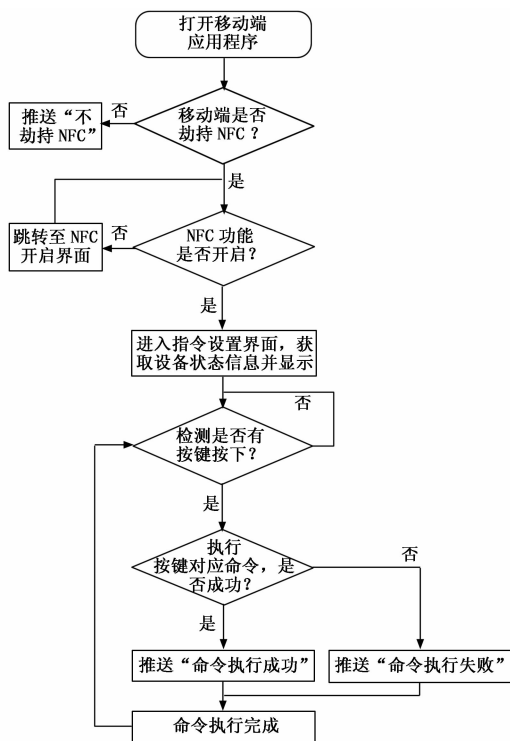 打开移动端
应用程序
移动端是否
劫持 NFC？
否
推送“不
劫持 NFC”
是
NFC 功能
是否开启？
否
跳转至 NFC
开启界面
是
进入指令设置界面，获
取设备状态信息并显示
否
检测是否有
按键按下？
是
执行
按键对应命令，是
否成功？
否
是
推送“命令执行成功”
推送“命令执行失败”
命令执行完成